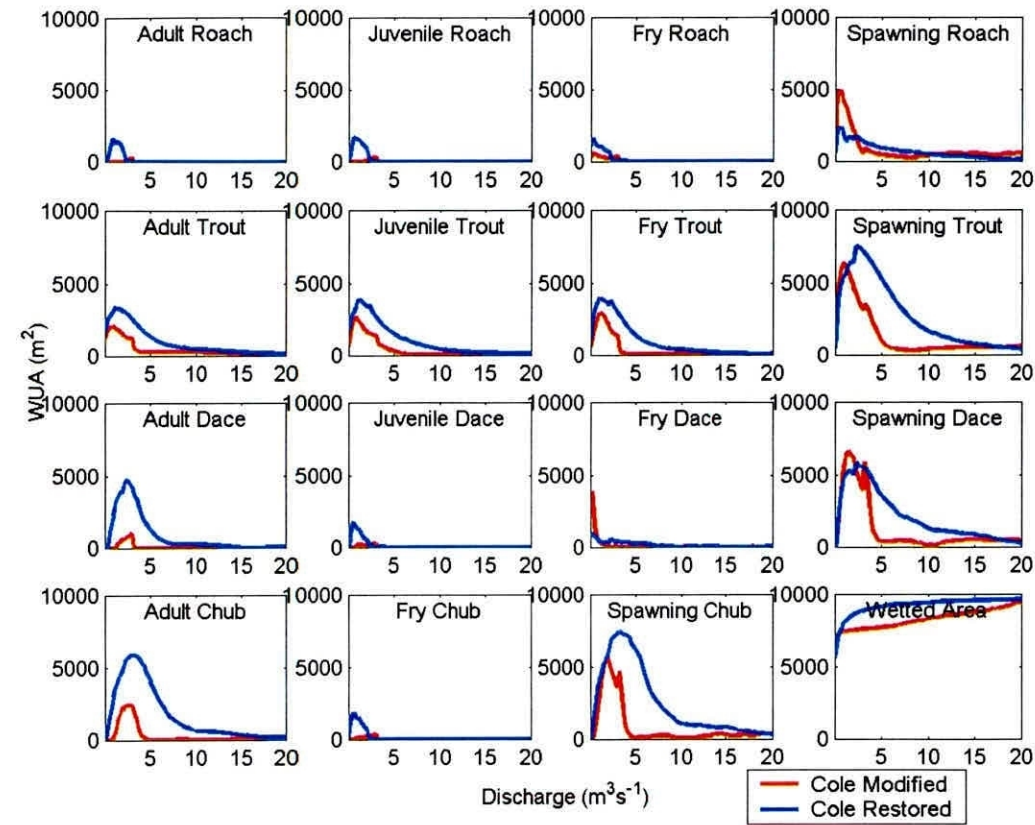 Adult Roach Juvenile Roach Fry Roach Spawning Roach
10000 10000 10000 10000
5000 5000 5000 5000
0 0 0 0
5 10 15 20 5 10 15 20 5 10 15 20 5 10 15 20
Adult Trout Juvenile Trout Fry Trout Spawning Trout
10000 10000 10000 10000
5000 5000 5000 5000
0 0 0 0
5 10 15 20 5 10 15 20 5 10 15 20 5 10 15 20
WUA (m²)
Adult Dace Juvenile Dace Fry Dace Spawning Dace
10000 10000 10000 10000
5000 5000 5000 5000
0 0 0 0
5 10 15 20 5 10 15 20 5 10 15 20 5 10 15 20
Adult Chub Fry Chub Spawning Chub Wetted Area
10000 10000 10000 10000
5000 5000 5000 5000
0 0 0 0
5 10 15 20 5 10 15 20 5 10 15 20 5 10 15 20
Discharge (m³s⁻¹)
Cole Modified
Cole Restored